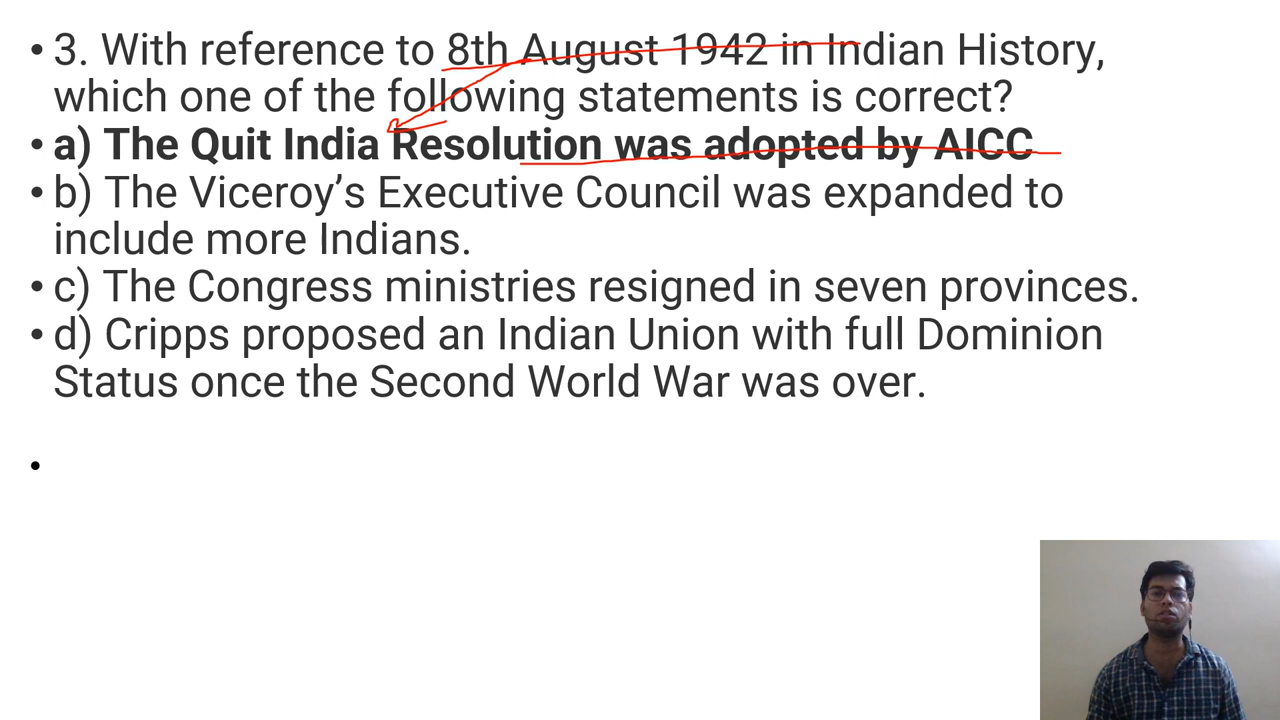 • 3. With reference to 8th August 1942 in Indian History,
which one of the following statements is correct?
• a) The Quit India Resolution was adopted by AICC
• b) The Viceroy’s Executive Council was expanded to
include more Indians.
• c) The Congress ministries resigned in seven provinces.
• d) Cripps proposed an Indian Union with full Dominion
Status once the Second World War was over.
•